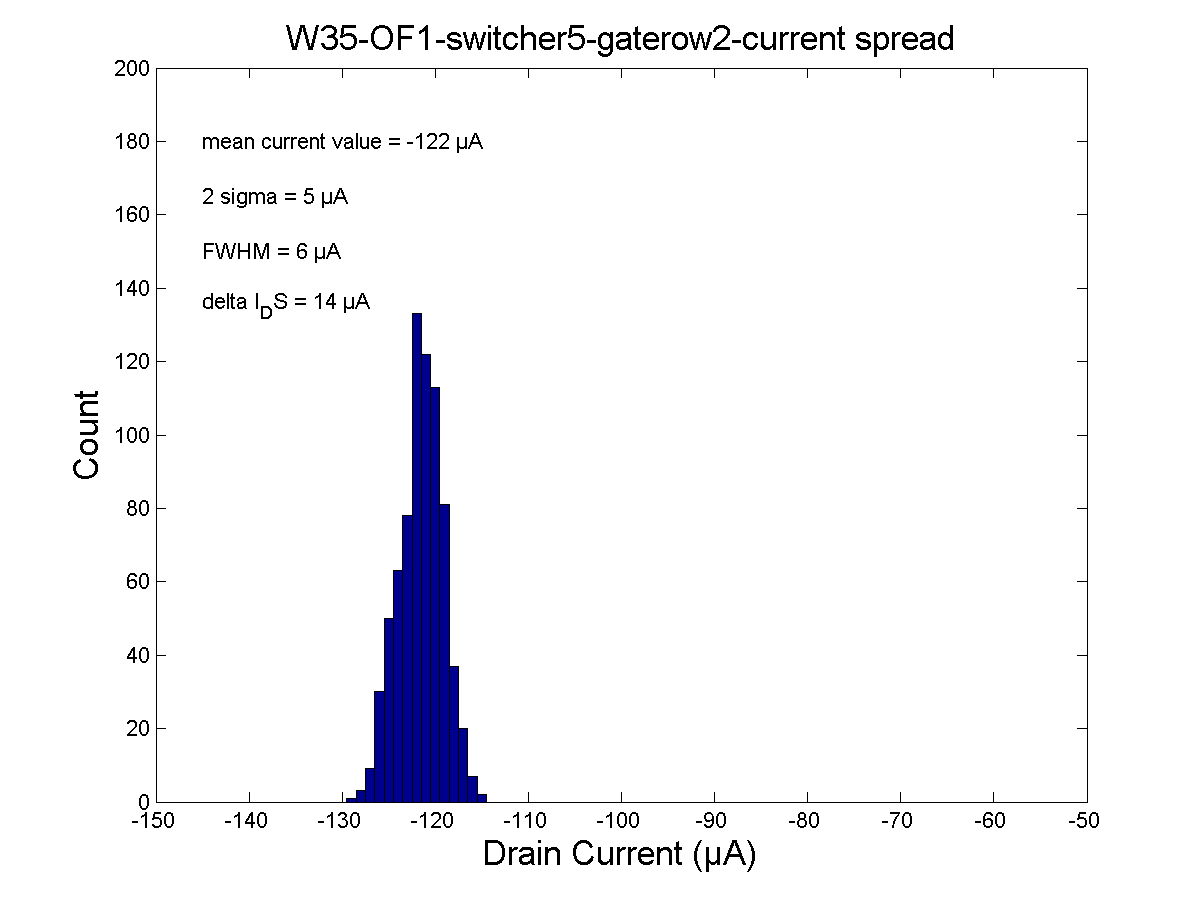 W35-OF1-switcher5-gaterow2-current spread
200
180
160
140
120
100
80
60
40
20
0
mean current value = -122 µA
2 sigma = 5 µA
FWHM = 6 µA
delta I_DS = 14 µA
Count
-150 -140 -130 -120 -110 -100 -90 -80 -70 -60 -50
Drain Current (µA)